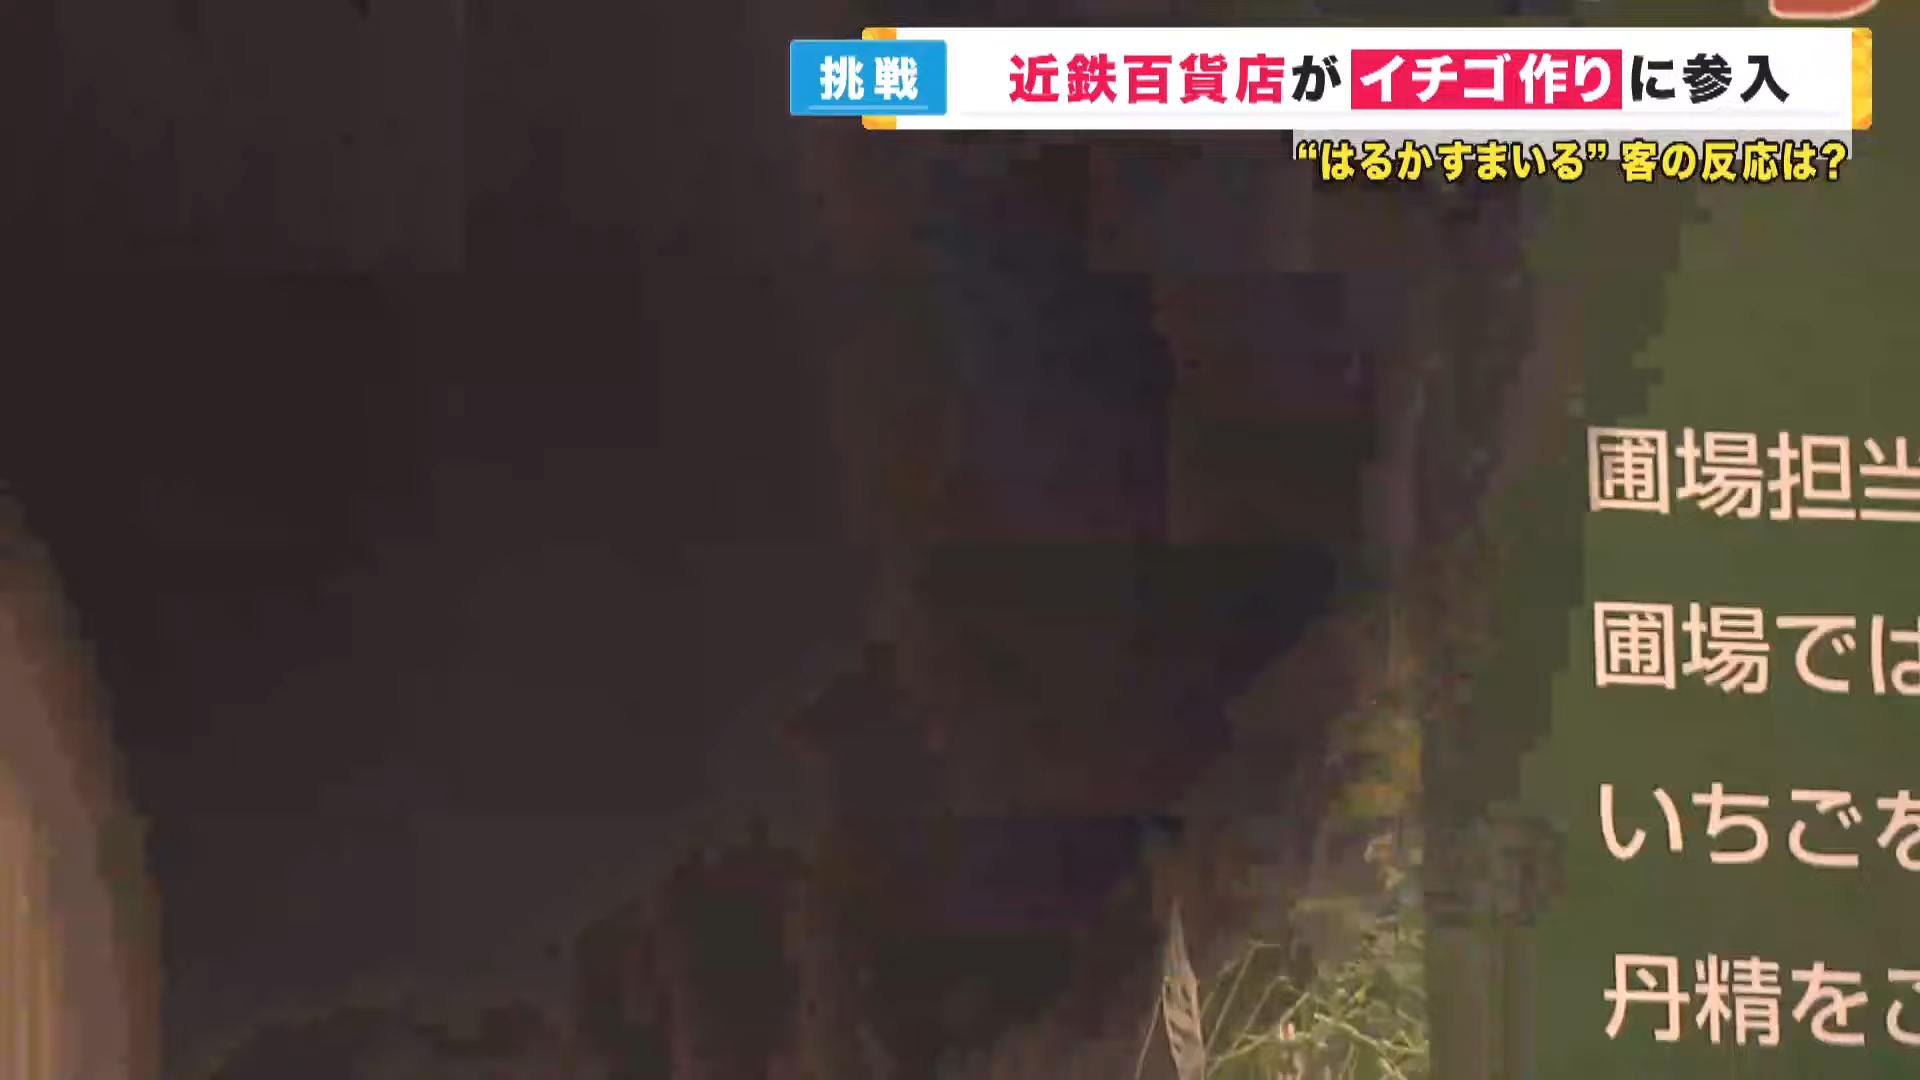 挑戦
近鉄百貨店がイチゴ作りに参入
“はるかすまいる”客の反応は?
圃場担当
圃場では
いちごを
丹精をこ